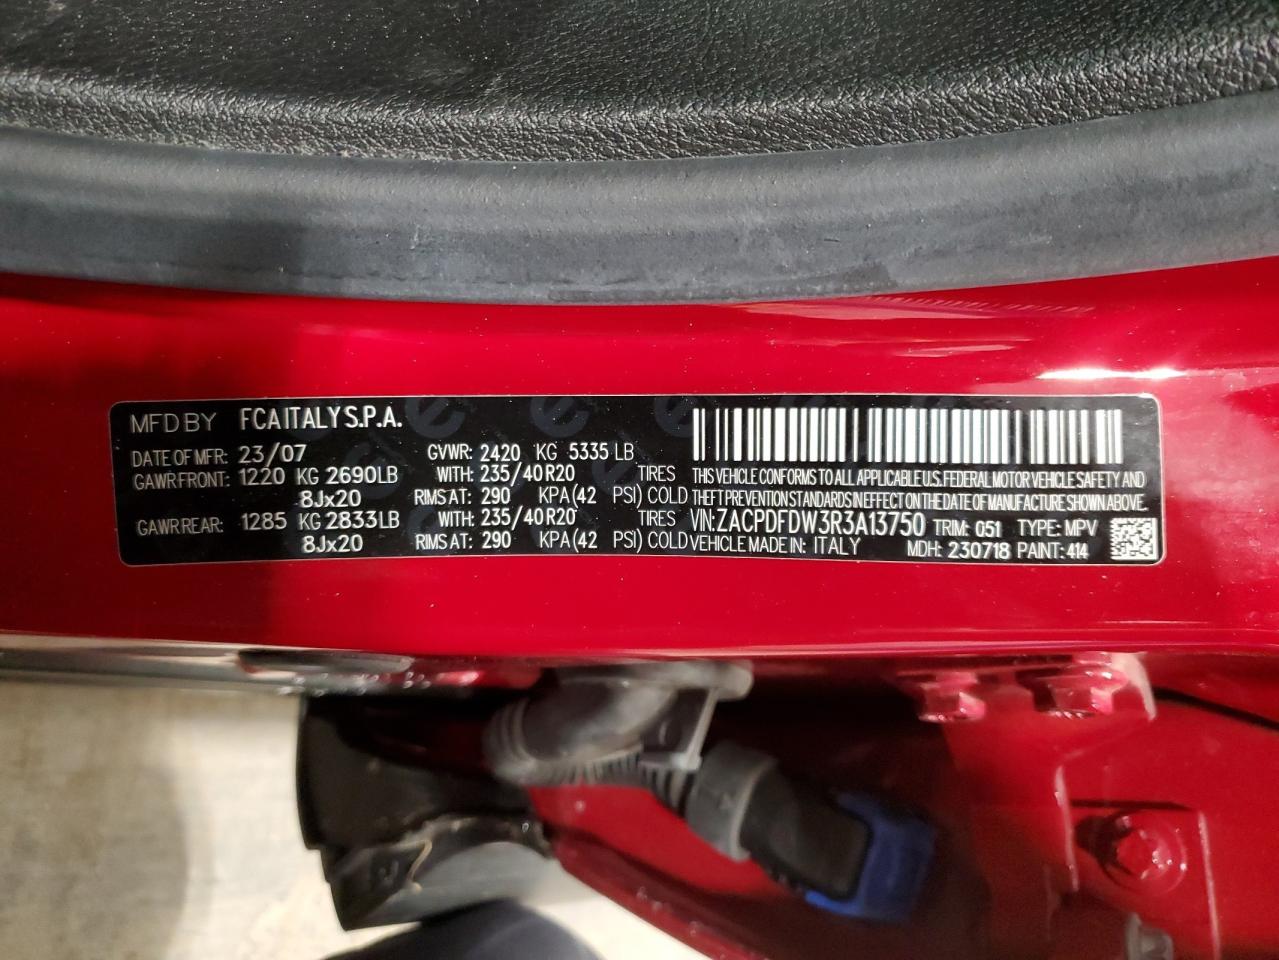 MFD BY FCA ITALY S.P.A.
DATE OF MFR: 23/07 GVWR: 2420 KG 5335 LB
GAWR FRONT: 1220 KG 2690LB WITH: 235/40 R20 TIRES
8Jx20 RIMS AT: 290 KPA (42 PSI) COLD
GAWR REAR: 1285 KG 2833LB WITH: 235/40 R20 TIRES
8Jx20 RIMS AT: 290 KPA (42 PSI) COLD
THIS VEHICLE CONFORMS TO ALL APPLICABLE U.S. FEDERAL MOTOR VEHICLE SAFETY AND
THEFT PREVENTION STANDARDS IN EFFECT ON THE DATE OF MANUFACTURE SHOWN ABOVE.
VIN: ZACPDFDW3R3A13750 TRIM: 051 TYPE: MPV
VEHICLE MADE IN: ITALY MDH: 230718 PAINT: 414